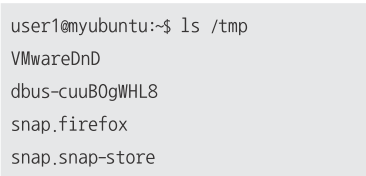 user1@myubuntu:~$ ls /tmp
VMwareDnD
dbus-cuuBOgWHL8
snap.firefox
snap.snap-store